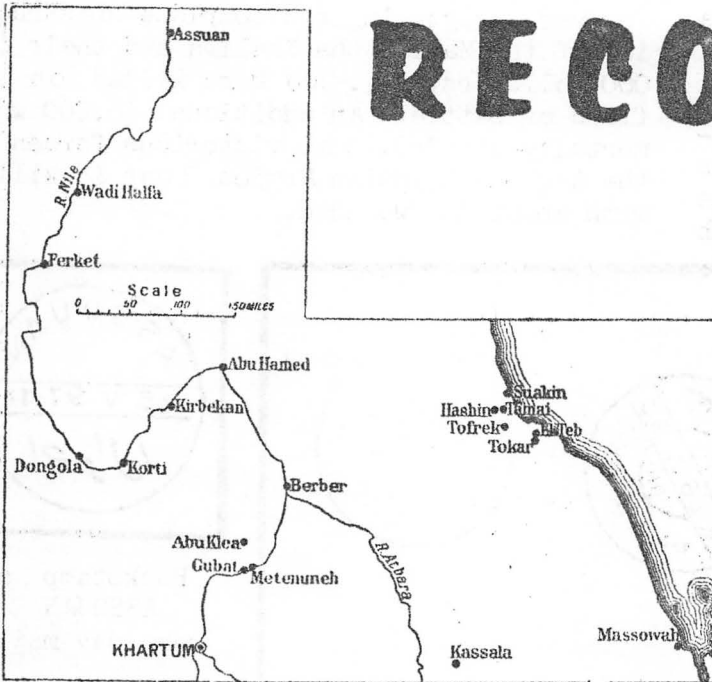 RECO
Assuan
R Nile
Wadi Halfa
Ferket
Scale
0 50 100 150 MILES
Abu Hamed
Kirbekan
Dongola
Korti
Berber
Suakin
Hashin Tamai
Tofrek
El Teb
Tokar
Abu Klea
Gubat
Metemmeh
R. Atbara
KHARTUM
Kassala
Massowah